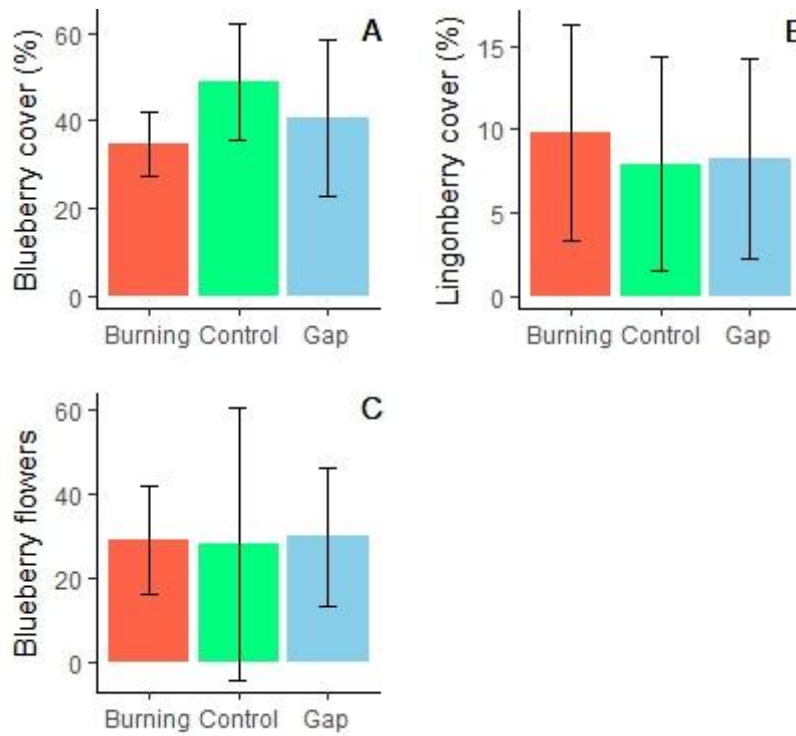 A
Blueberry cover (%)
60
40
20
0
Burning Control Gap
B
Lingonberry cover (%)
15
10
5
0
Burning Control Gap
C
Blueberry flowers
60
40
20
0
Burning Control Gap